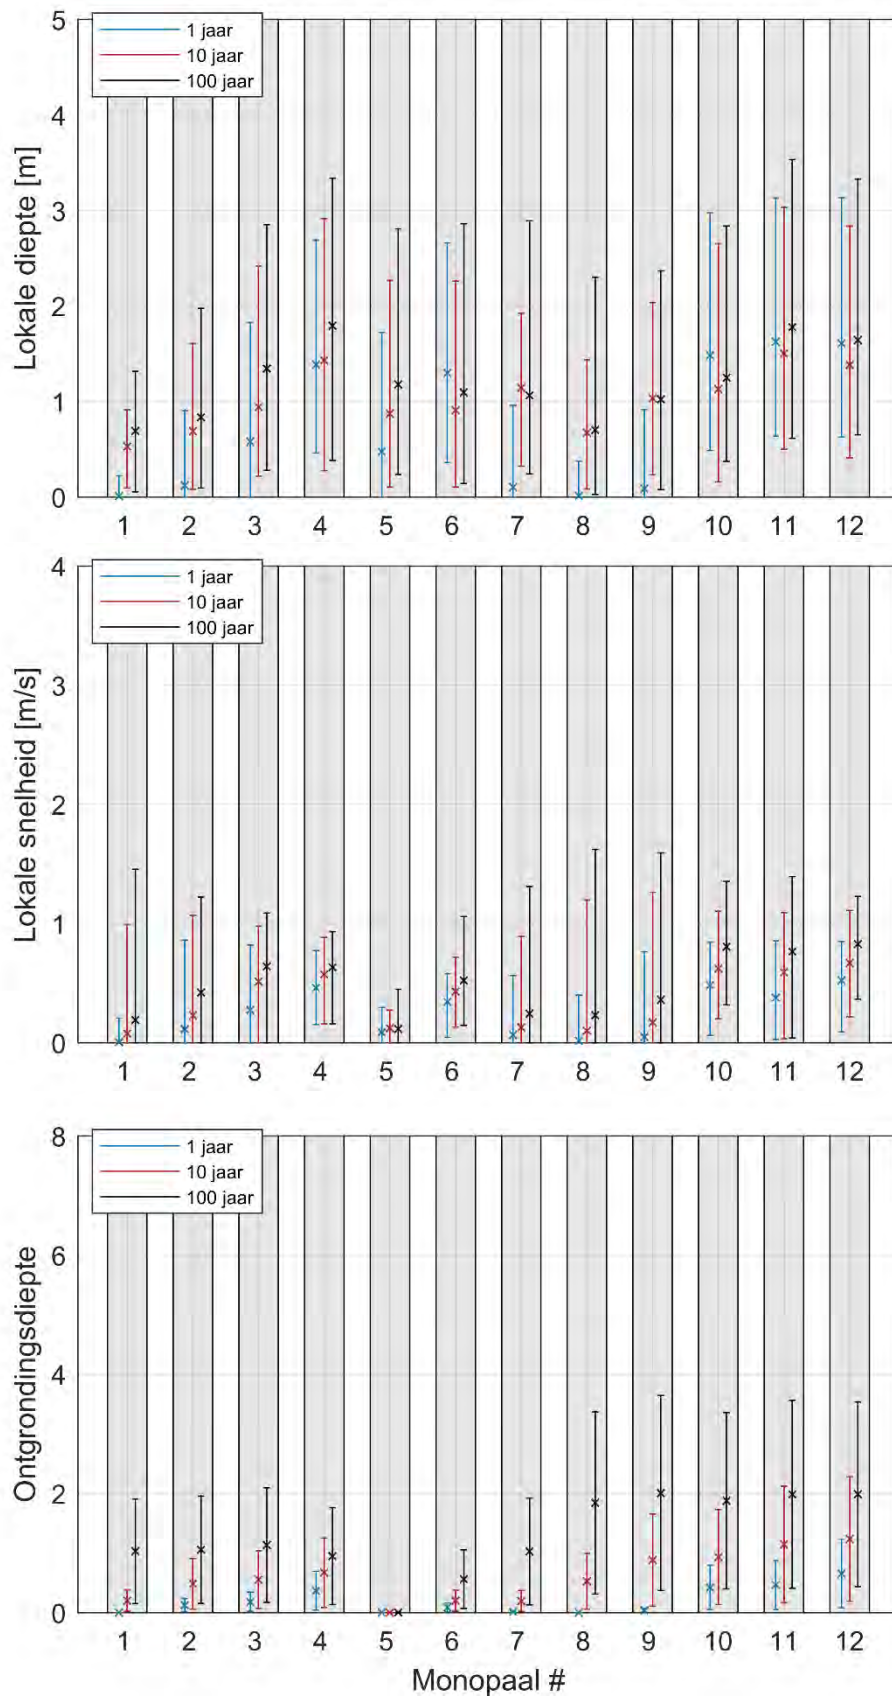 5
4
3
2
1
0
Lokale diepte [m]
1 jaar
10 jaar
100 jaar
1 2 3 4 5 6 7 8 9 10 11 12
4
3
2
1
0
Lokale snelheid [m/s]
1 jaar
10 jaar
100 jaar
1 2 3 4 5 6 7 8 9 10 11 12
8
6
4
2
0
Ontgrondingsdiepte
1 jaar
10 jaar
100 jaar
1 2 3 4 5 6 7 8 9 10 11 12
Monopaal #